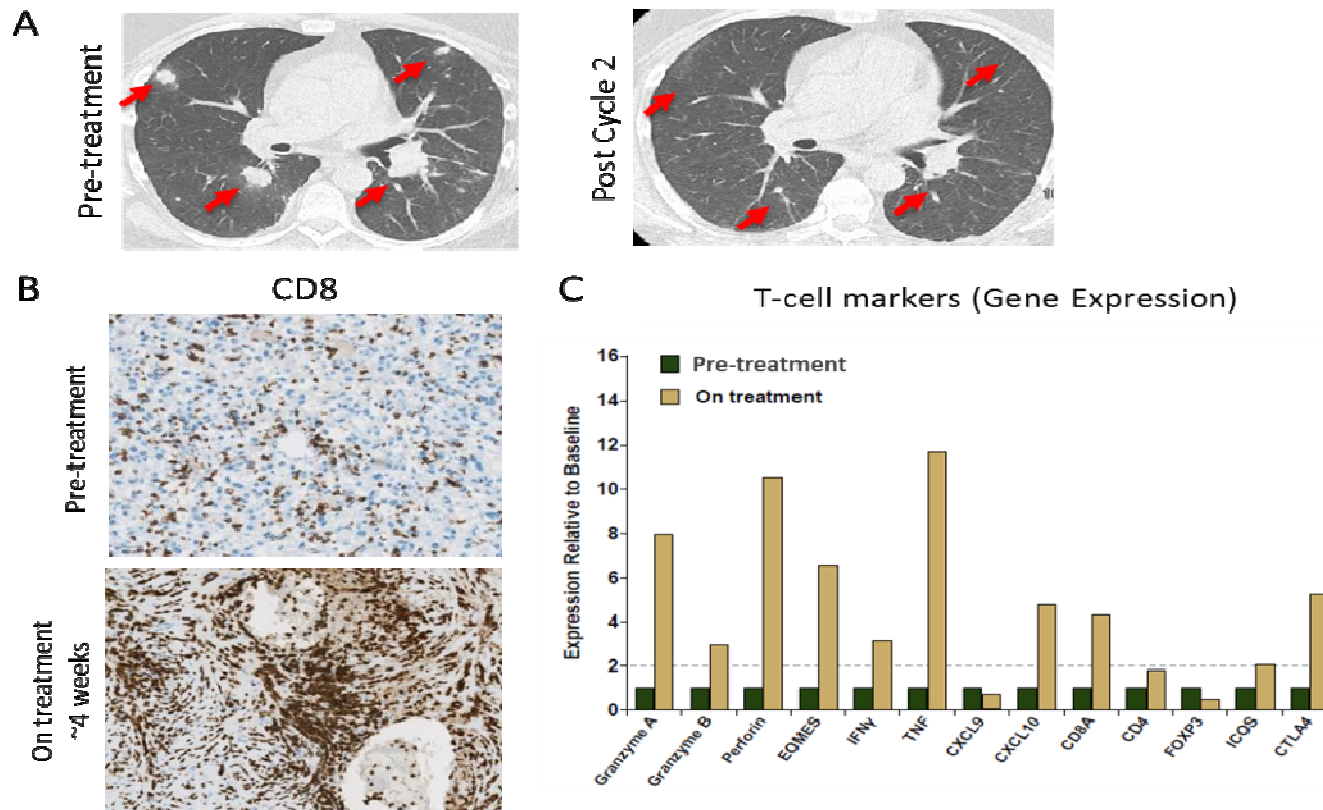 A
Pre-treatment
Post Cycle 2
B
CD8
Pre-treatment
On treatment
~4 weeks
C
T-cell markers (Gene Expression)
Pre-treatment
On treatment
Expression Relative to Baseline
16
14
12
10
8
6
4
2
0
Granzyme A
Granzyme B
Perforin
EOMES
IFNγ
TNF
CXCL9
CXCL10
CD8A
CD4
FOXP3
ICOS
CTLA4